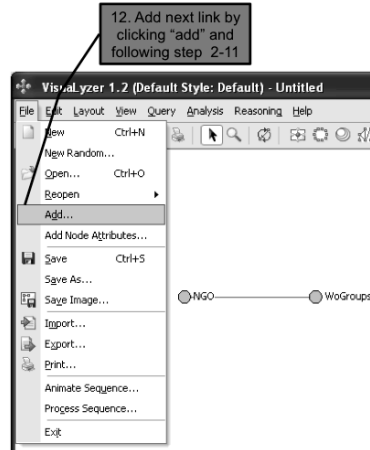 12. Add next link by
clicking “add” and
following step 2-11
VisuaLyzer 1.2 (Default Style: Default) - Untitled
File Edit Layout View Query Analysis Reasoning Help
New Ctrl+N
New Random...
Open... Ctrl+O
Reopen
Add...
Add Node Attributes...
Save Ctrl+S
Save As...
Save Image...
Import...
Export...
Print...
Animate Sequence...
Process Sequence...
Exit
NGO
WoGroups